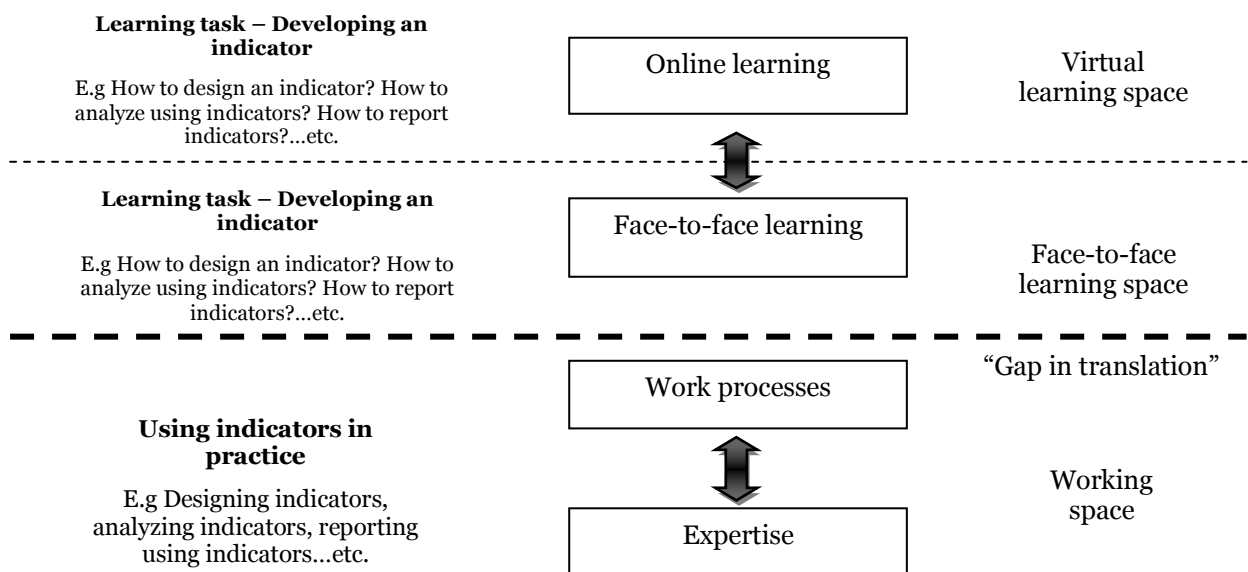 Learning task – Developing an
indicator
E.g How to design an indicator? How to
analyze using indicators? How to report
indicators?...etc.
Online learning
Virtual
learning space
Learning task – Developing an
indicator
E.g How to design an indicator? How to
analyze using indicators? How to report
indicators?...etc.
Face-to-face learning
Face-to-face
learning space
“Gap in translation”
Work processes
Using indicators in
practice
E.g Designing indicators,
analyzing indicators, reporting
using indicators...etc.
Expertise
Working
space